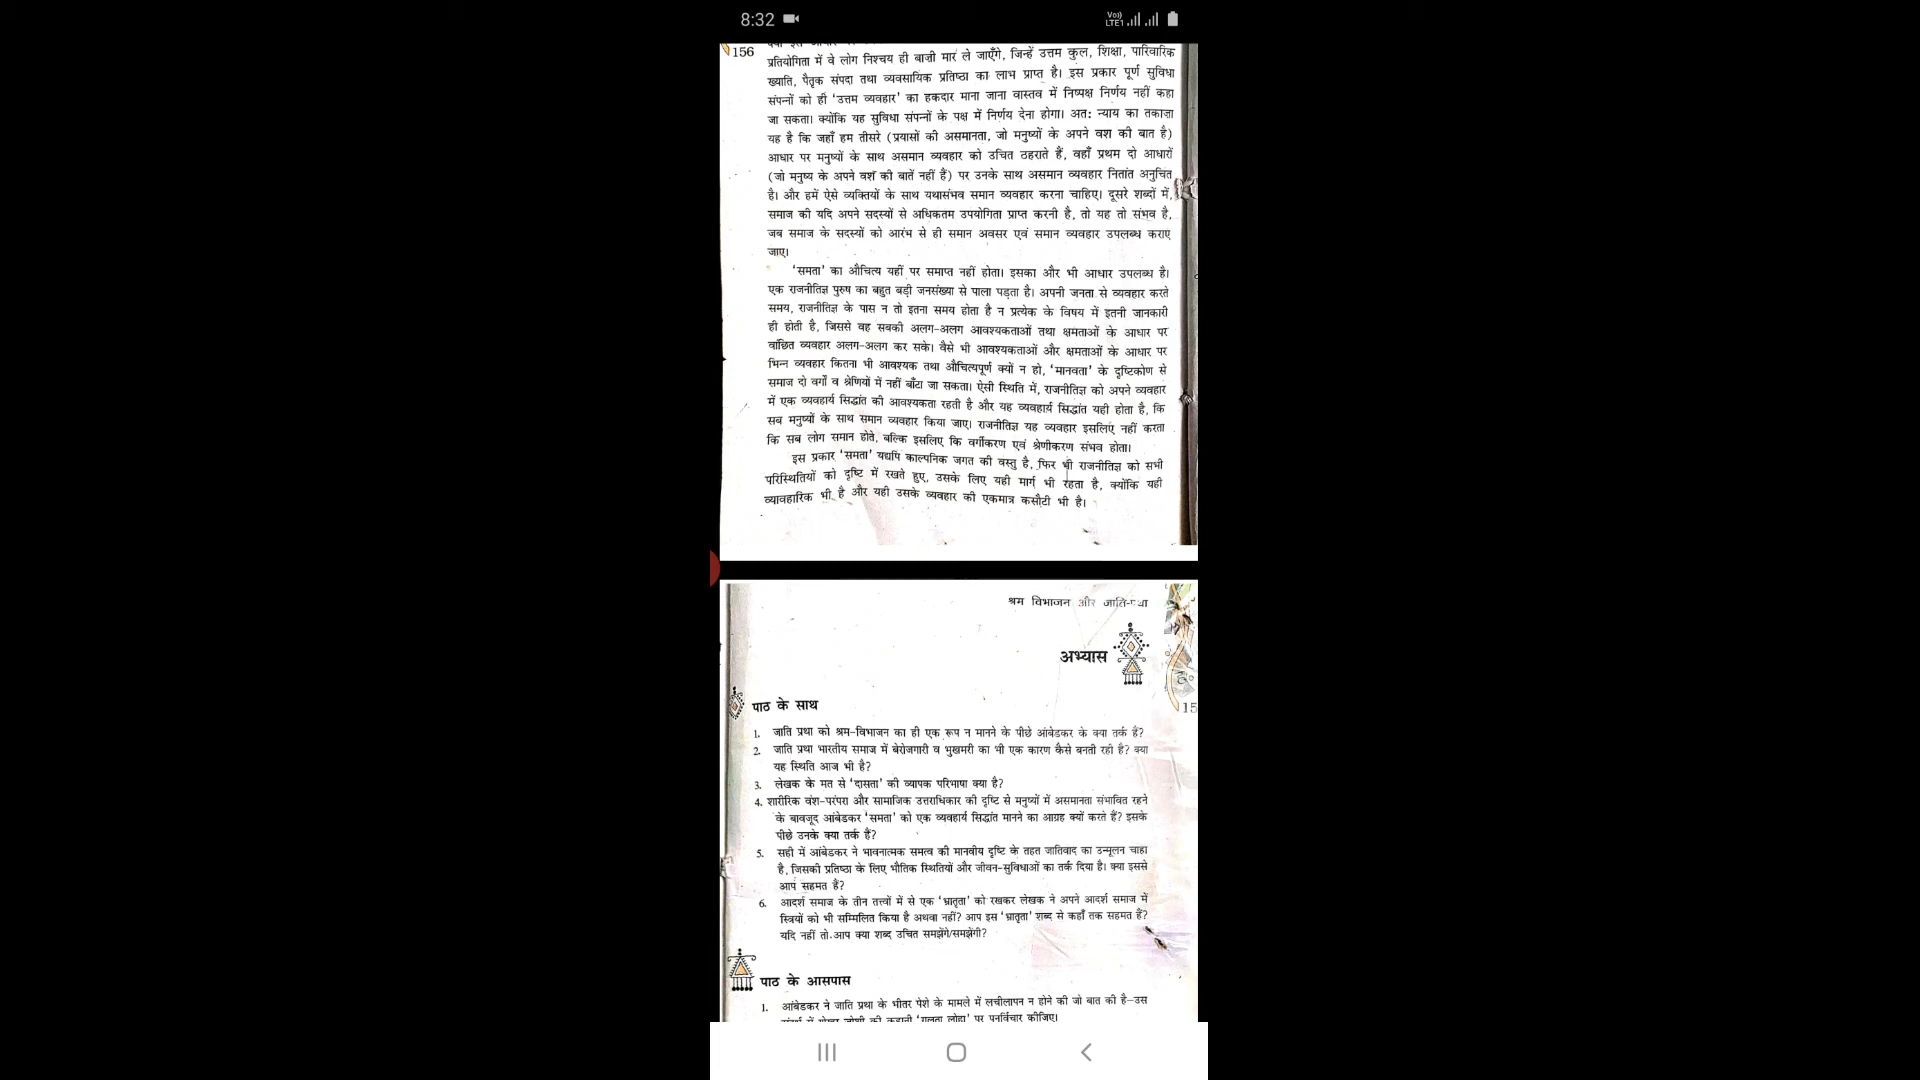 8:32
Vo)) LTE1
156
प्रतियोगिता में वे लोग निश्चय ही बाज़ी मार ले जाएँगे, जिन्हें उत्तम कुल, शिक्षा, पारिवारिक
ख्याति, पैतृक संपदा तथा व्यवसायिक प्रतिष्ठा का लाभ प्राप्त है। इस प्रकार पूर्ण सुविधा
संपन्नों को ही 'उत्तम व्यवहार' का हकदार माना जाना वास्तव में निष्पक्ष निर्णय नहीं कहा
जा सकता। क्योंकि यह सुविधा संपन्नों के पक्ष में निर्णय देना होगा। अत: न्याय का तकाज़ा
यह है कि जहाँ हम तीसरे (प्रयासों की असमानता, जो मनुष्यों के अपने वश की बात है)
आधार पर मनुष्यों के साथ असमान व्यवहार को उचित ठहराते हैं, वहाँ प्रथम दो आधारों
(जो मनुष्य के अपने वश की बातें नहीं हैं) पर उनके साथ असमान व्यवहार नितांत अनुचित
है। और हमें ऐसे व्यक्तियों के साथ यथासंभव समान व्यवहार करना चाहिए। दूसरे शब्दों में,
समाज की यदि अपने सदस्यों से अधिकतम उपयोगिता प्राप्त करनी है, तो यह तो संभव है,
जब समाज के सदस्यों को आरंभ से ही समान अवसर एवं समान व्यवहार उपलब्ध कराए
जाए।
'समता' का औचित्य यहीं पर समाप्त नहीं होता। इसका और भी आधार उपलब्ध है।
एक राजनीतिज्ञ पुरुष का बहुत बड़ी जनसंख्या से पाला पड़ता है। अपनी जनता से व्यवहार करते
समय, राजनीतिज्ञ के पास न तो इतना समय होता है न प्रत्येक के विषय में इतनी जानकारी
ही होती है, जिससे वह सबकी अलग-अलग आवश्यकताओं तथा क्षमताओं के आधार पर
वांछित व्यवहार अलग-अलग कर सके। वैसे भी आवश्यकताओं और क्षमताओं के आधार पर
भिन्न व्यवहार कितना भी आवश्यक तथा औचित्यपूर्ण क्यों न हो, 'मानवता' के दृष्टिकोण से
समाज दो वर्गों व श्रेणियों में नहीं बाँटा जा सकता। ऐसी स्थिति में, राजनीतिज्ञ को अपने व्यवहार
में एक व्यवहार्य सिद्धांत की आवश्यकता रहती है और यह व्यवहार्य सिद्धांत यही होता है, कि
सब मनुष्यों के साथ समान व्यवहार किया जाए। राजनीतिज्ञ यह व्यवहार इसलिए नहीं करता
कि सब लोग समान होते, बल्कि इसलिए कि वर्गीकरण एवं श्रेणीकरण संभव होता।
इस प्रकार 'समता' यद्यपि काल्पनिक जगत की वस्तु है, फिर भी राजनीतिज्ञ को सभी
परिस्थितियों को दृष्टि में रखते हुए, उसके लिए यही मार्ग भी रहता है, क्योंकि यही
व्यावहारिक भी है और यही उसके व्यवहार की एकमात्र कसौटी भी है।
श्रम विभाजन और जाति-प्रथा
अभ्यास
15
पाठ के साथ
1. जाति प्रथा को श्रम-विभाजन का ही एक रूप न मानने के पीछे आंबेडकर के क्या तर्क हैं?
2. जाति प्रथा भारतीय समाज में बेरोजगारी व भुखमरी का भी एक कारण कैसे बनती रही है? क्या
यह स्थिति आज भी है?
3. लेखक के मत से 'दासता' की व्यापक परिभाषा क्या है?
4. शारीरिक वंश-परंपरा और सामाजिक उत्तराधिकार की दृष्टि से मनुष्यों में असमानता संभावित रहने
के बावजूद आंबेडकर 'समता' को एक व्यवहार्य सिद्धांत मानने का आग्रह क्यों करते हैं? इसके
पीछे उनके क्या तर्क हैं?
5. सही में आंबेडकर ने भावनात्मक समत्व की मानवीय दृष्टि के तहत जातिवाद का उन्मूलन चाहा
है, जिसकी प्रतिष्ठा के लिए भौतिक स्थितियों और जीवन-सुविधाओं का तर्क दिया है। क्या इससे
आप सहमत हैं?
6. आदर्श समाज के तीन तत्त्वों में से एक 'भ्रातृता' को रखकर लेखक ने अपने आदर्श समाज में
स्त्रियों को भी सम्मिलित किया है अथवा नहीं? आप इस 'भ्रातृता' शब्द से कहाँ तक सहमत हैं?
यदि नहीं तो आप क्या शब्द उचित समझेंगे/समझेंगी?
पाठ के आसपास
1. आंबेडकर ने जाति प्रथा के भीतर पेशे के मामले में लचीलापन न होने की जो बात की है-उस
'गलता लोहा' पर पुनर्विचार कीजिए।